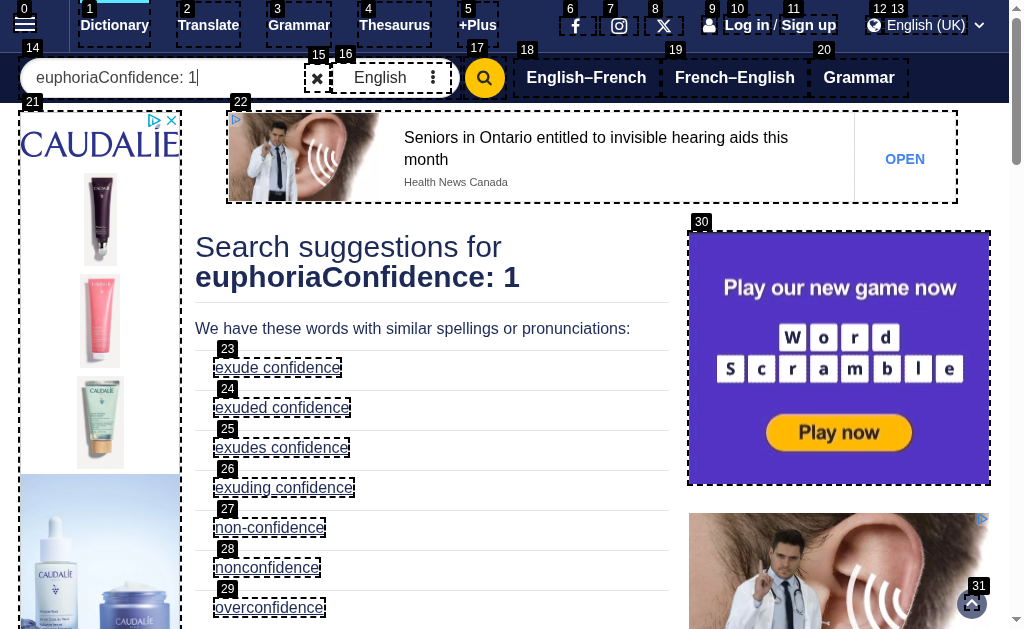 0 1 2 3 4 5 6 7 8 9 10 11 12 13
Dictionary Translate Grammar Thesaurus +Plus Log in / Sign up English (UK)
14 15 16 17 18 19 20
euphoriaConfidence: 1 English English–French French–English Grammar
21 22
CAUDALÍE
Seniors in Ontario entitled to invisible hearing aids this
month
Health News Canada
OPEN
30
Search suggestions for
euphoriaConfidence: 1
We have these words with similar spellings or pronunciations:
23
exude confidence
24
exuded confidence
25
exudes confidence
26
exuding confidence
27
non-confidence
28
nonconfidence
29
overconfidence
Play our new game now
W o r d
S c r a m b l e
Play now
31
CAUDALÍE
CAUDALÍE